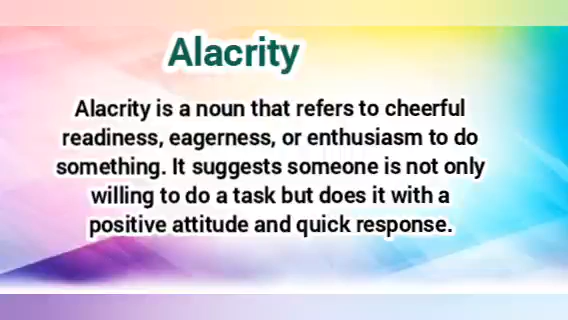 Alacrity
Alacrity is a noun that refers to cheerful
readiness, eagerness, or enthusiasm to do
something. It suggests someone is not only
willing to do a task but does it with a
positive attitude and quick response.